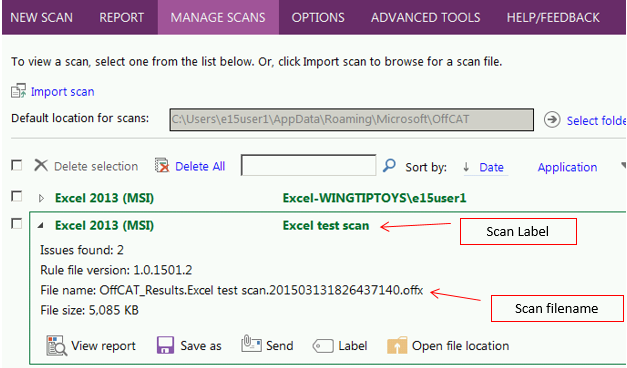 NEW SCAN REPORT MANAGE SCANS OPTIONS ADVANCED TOOLS HELP/FEEDBACK
To view a scan, select one from the list below. Or, click Import scan to browse for a scan file.
Import scan
Default location for scans: C:\Users\e15user1\AppData\Roaming\Microsoft\OffCAT Select folde
Delete selection Delete All Sort by: ↓ Date Application
Excel 2013 (MSI) Excel-WINGTIPTOYS\e15user1
Excel 2013 (MSI) Excel test scan
Scan Label
Issues found: 2
Rule file version: 1.0.1501.2
File name: OffCAT_Results.Excel test scan.201503131826437140.offx
Scan filename
File size: 5,085 KB
View report Save as Send Label Open file location